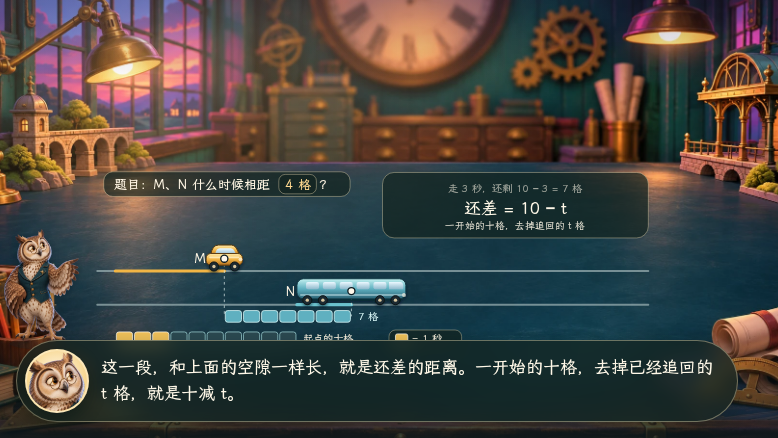 题目：M、N 什么时候相距 4 格 ？
走 3 秒，还剩 10 − 3 = 7 格
还差 = 10 − t
一开始的十格，去掉追回的 t 格
M
N
7 格
起点的十格
= 1 秒
这一段，和上面的空隙一样长，就是还差的距离。一开始的十格，去掉已经追回的
t 格，就是十减 t。